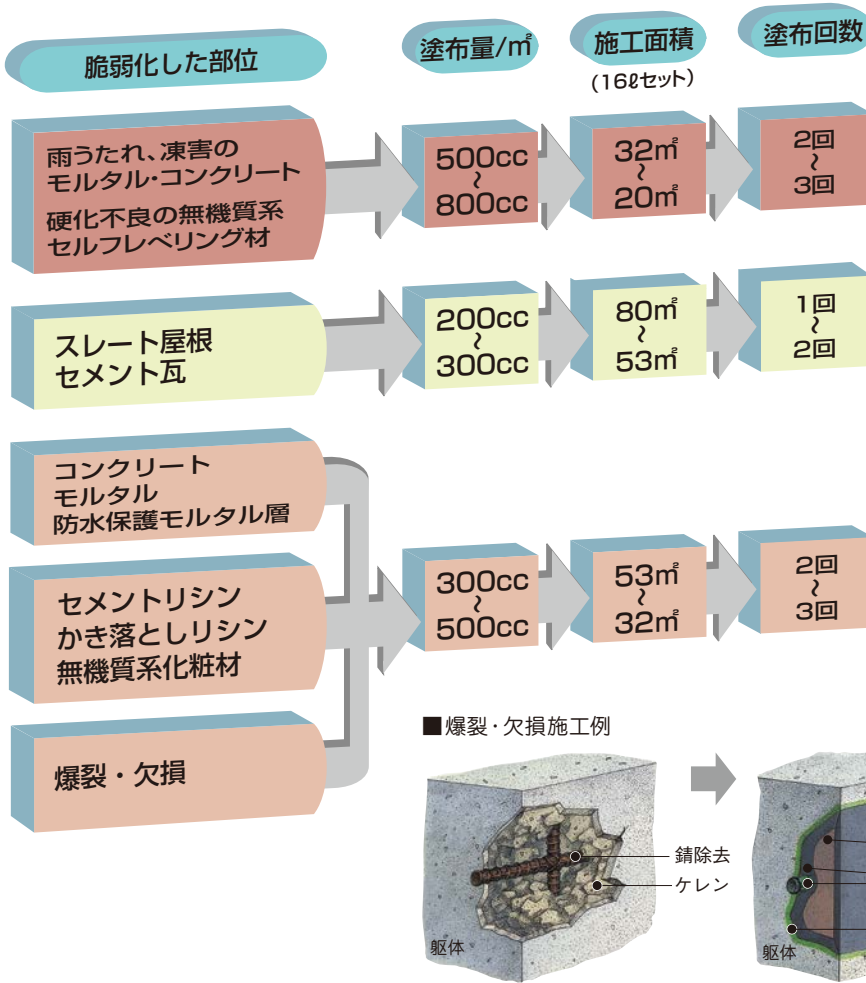 脆弱化した部位
塗布量/㎡
施工面積
(16ℓセット)
塗布回数
雨うたれ、凍害の
モルタル・コンクリート
硬化不良の無機質系
セルフレベリング材
500cc
~
800cc
32㎡
~
20㎡
2回
~
3回
スレート屋根
セメント瓦
200cc
~
300cc
80㎡
~
53㎡
1回
~
2回
コンクリート
モルタル
防水保護モルタル層
セメントリシン
かき落としリシン
無機質系化粧材
爆裂・欠損
300cc
~
500cc
53㎡
~
32㎡
2回
~
3回
■爆裂・欠損施工例
錆除去
ケレン
躯体
躯体